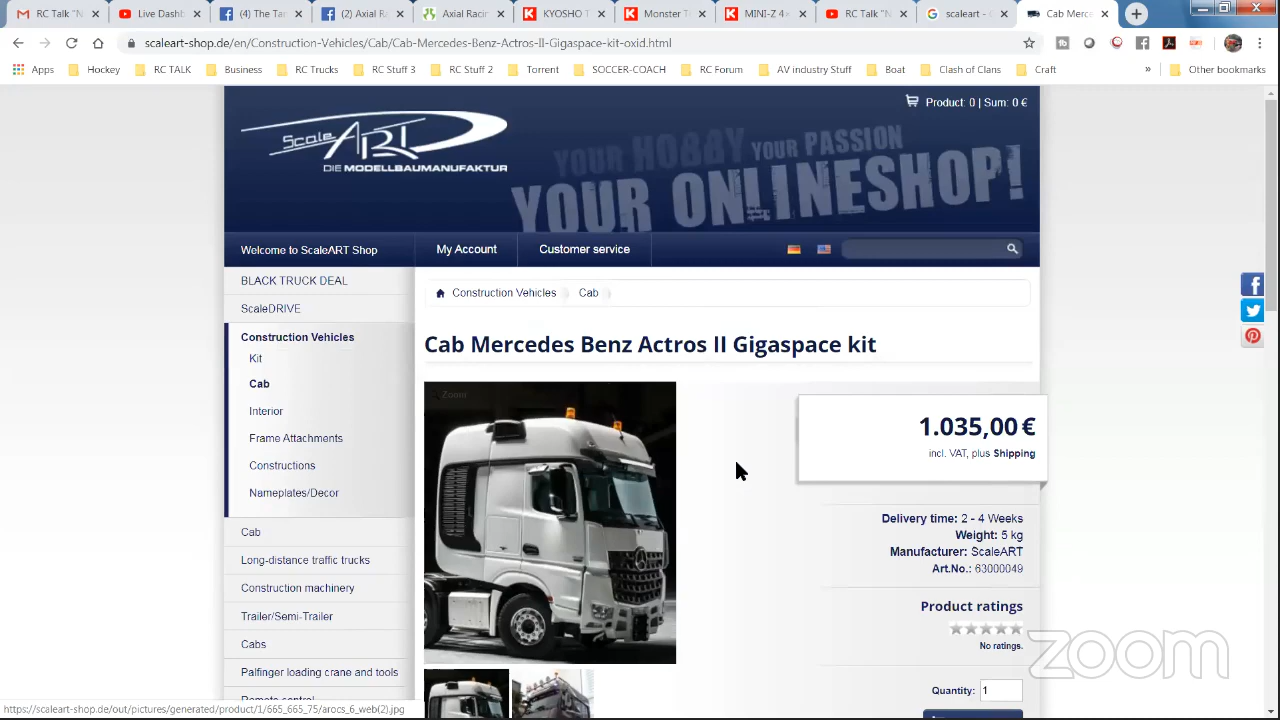 RC Talk "N
Live Dashb
(4) The Tar
(2) Axial Ra
Axial Racin
KYOSHO T
Monster Tr
MINI-Z 4×
RC Talk "N
scaleart - G
Cab Merce
scaleart-shop.de/en/Construction-Vehicles/Cab/Cab-Mercedes-Benz-Actros-II-Gigaspace-kit-oxid.html
Apps
Hockey
RC TALK
Business
RC Trucks
RC Stuff 3
RC Stuff 2
Torrent
SOCCER-COACH
RC Forum
AV industry Stuff
Boat
Clash of Clans
Craft
»
Other bookmarks
Product: 0 | Sum: 0 €
ScaleART
DIE MODELLBAUMANUFAKTUR
YOUR HOBBY YOUR PASSION
YOUR ONLINESHOP!
Welcome to ScaleART Shop
My Account
Customer service
BLACK TRUCK DEAL
ScaleDRIVE
Construction Vehicles
Kit
Cab
Interior
Frame Attachments
Constructions
Nameplates/Decor
Cab
Long-distance traffic trucks
Construction machinery
Trailer/Semi-Trailer
Cabs
Palfinger loading crane and tools
Remote control
Construction Vehicles
Cab
Cab Mercedes Benz Actros II Gigaspace kit
Zoom
1.035,00 €
incl. VAT, plus Shipping
Delivery time: 2 - 4 Weeks
Weight: 5 kg
Manufacturer: ScaleART
Art.No.: 63000049
Product ratings
No ratings.
Quantity: 1
zoom
https://scaleart-shop.de/out/pictures/generated/product/1/665_665_75/arocs_6_web(2).jpg